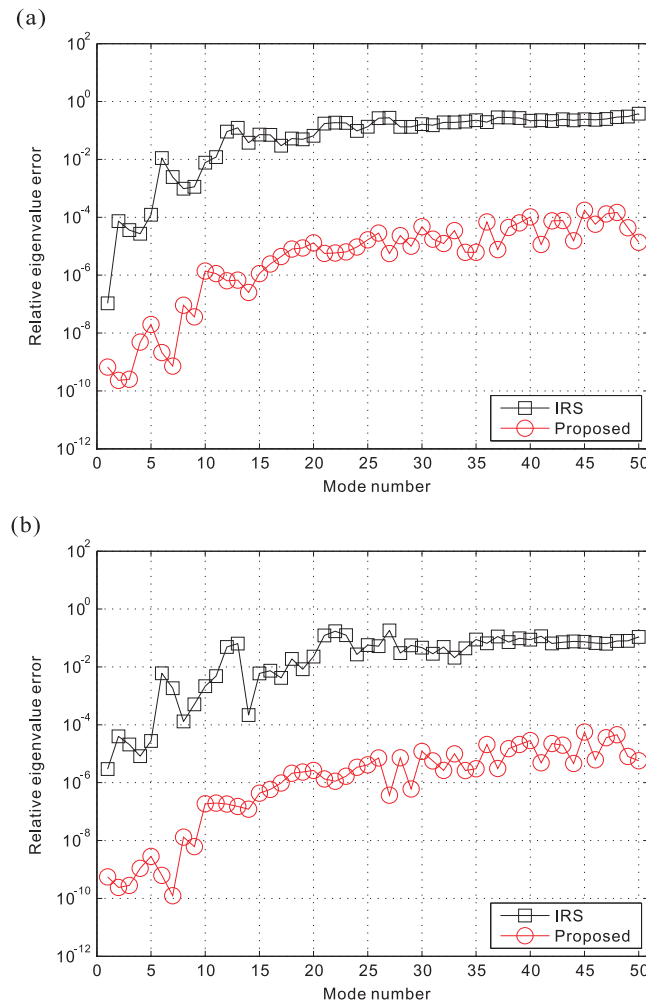 (a)
10^2
10^0
10^-2
10^-4
10^-6
10^-8
10^-10
10^-12
Relative eigenvalue error
0 5 10 15 20 25 30 35 40 45 50
Mode number
IRS
Proposed
(b)
10^2
10^0
10^-2
10^-4
10^-6
10^-8
10^-10
10^-12
Relative eigenvalue error
0 5 10 15 20 25 30 35 40 45 50
Mode number
IRS
Proposed